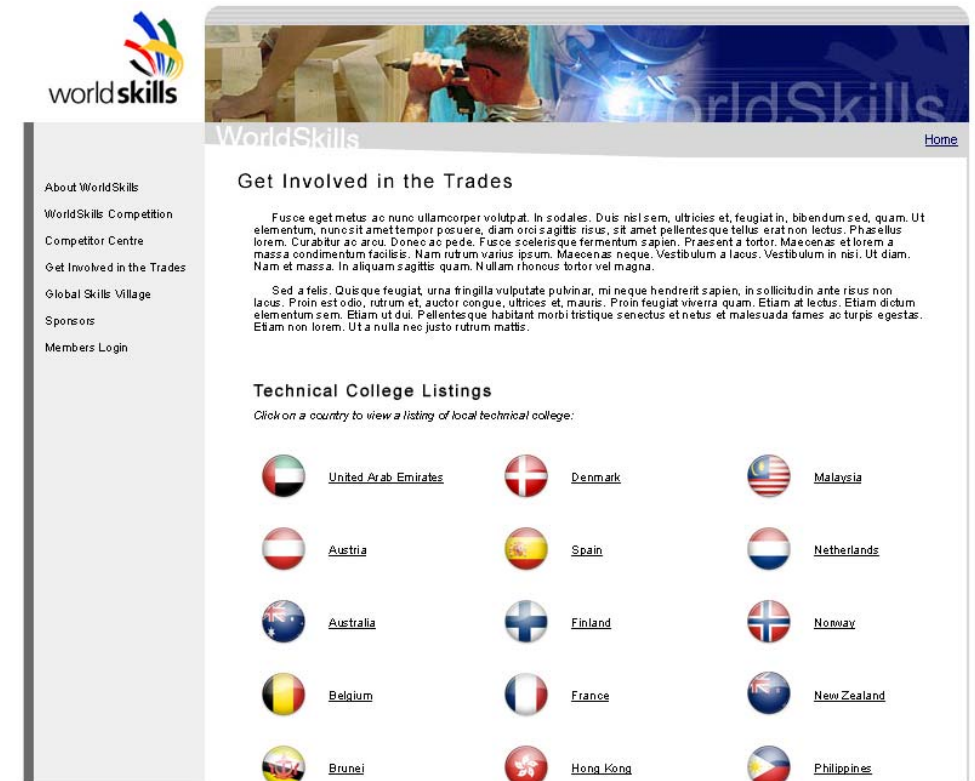 worldskills
WorldSkills
WorldSkills
Home
About WorldSkills
WorldSkills Competition
Competitor Centre
Get Involved in the Trades
Global Skills Village
Sponsors
Members Login
Get Involved in the Trades
Fusce eget metus ac nunc ullamcorper volutpat. In sodales. Duis nisl sem, ultricies et, feugiat in, bibendum sed, quam. Ut
elementum, nunc sit amet tempor posuere, diam orci sagittis risus, sit amet pellentesque tellus erat non lectus. Phasellus
lorem. Curabitur ac arcu. Donec ac pede. Fusce scelerisque fermentum sapien. Praesent a tortor. Maecenas et lorem a
massa condimentum facilisis. Nam rutrum varius ipsum. Maecenas neque. Vestibulum a lacus. Vestibulum in nisi. Ut diam.
Nam et massa. In aliquam sagittis quam. Nullam rhoncus tortor vel magna.
Sed a felis. Quisque feugiat, urna fringilla vulputate pulvinar, mi neque hendrerit sapien, in sollicitudin ante risus non
lacus. Proin est odio, rutrum et, auctor congue, ultrices et, mauris. Proin feugiat viverra quam. Etiam at lectus. Etiam dictum
elementum sem. Etiam ut dui. Pellentesque habitant morbi tristique senectus et netus et malesuada fames ac turpis egestas.
Etiam non lorem. Ut a nulla nec justo rutrum mattis.
Technical College Listings
Click on a country to view a listing of local technical college:
United Arab Emirates
Denmark
Malaysia
Austria
Spain
Netherlands
Australia
Finland
Norway
Belgium
France
New Zealand
Brunei
Hong Kong
Philippines